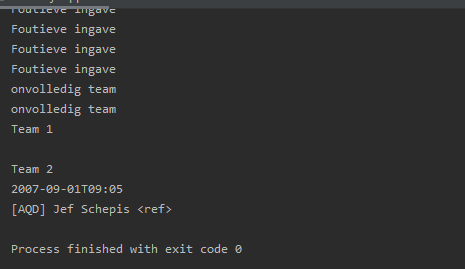 Foutieve ingave
Foutieve ingave
Foutieve ingave
Foutieve ingave
onvolledig team
onvolledig team
Team 1
Team 2
2007-09-01T09:05
[AQD] Jef Schepis <ref>
Process finished with exit code 0